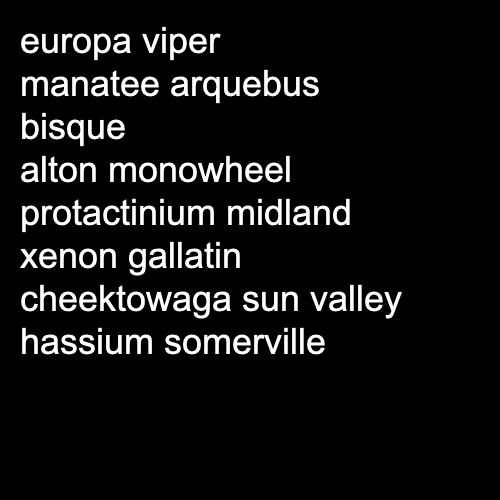 europa viper
manatee arquebus
bisque
alton monowheel
protactinium midland
xenon gallatin
cheektowaga sun valley
hassium somerville